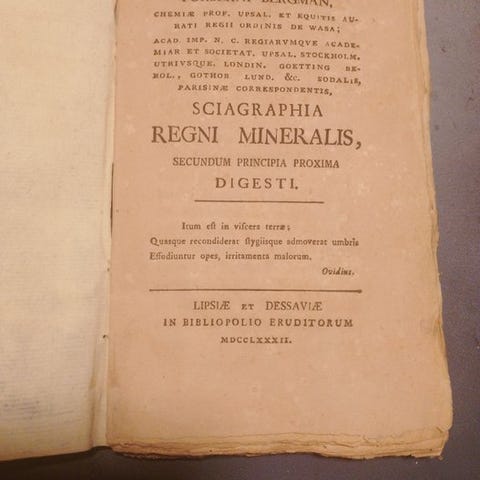 BERGMAN,
CHEMIÆ PROF. UPSAL. ET EQUITIS AU-
RATI REGII ORDINIS DE WASA;
ACAD. IMP. N. C. REGIARVMQVE ACADE-
MIAR ET SOCIETAT. UPSAL. STOCKHOLM.
UTRIVSQUE. LONDIN. GOETTING BE-
ROL., GOTHOB LUND. &c. SODALIS,
PARISINÆ CORRESPONDENTIS,
SCIAGRAPHIA
REGNI MINERALIS,
SECUNDUM PRINCIPIA PROXIMA
DIGESTI.
Itum est in viſcera terræ;
Quasque recondiderat ſtygiisque admoverat umbris
Effodiuntur opes, irritamenta malorum.
Ovidius.
LIPSIÆ ET DESSAVIÆ
IN BIBLIOPOLIO ERUDITORUM
MDCCLXXXII.